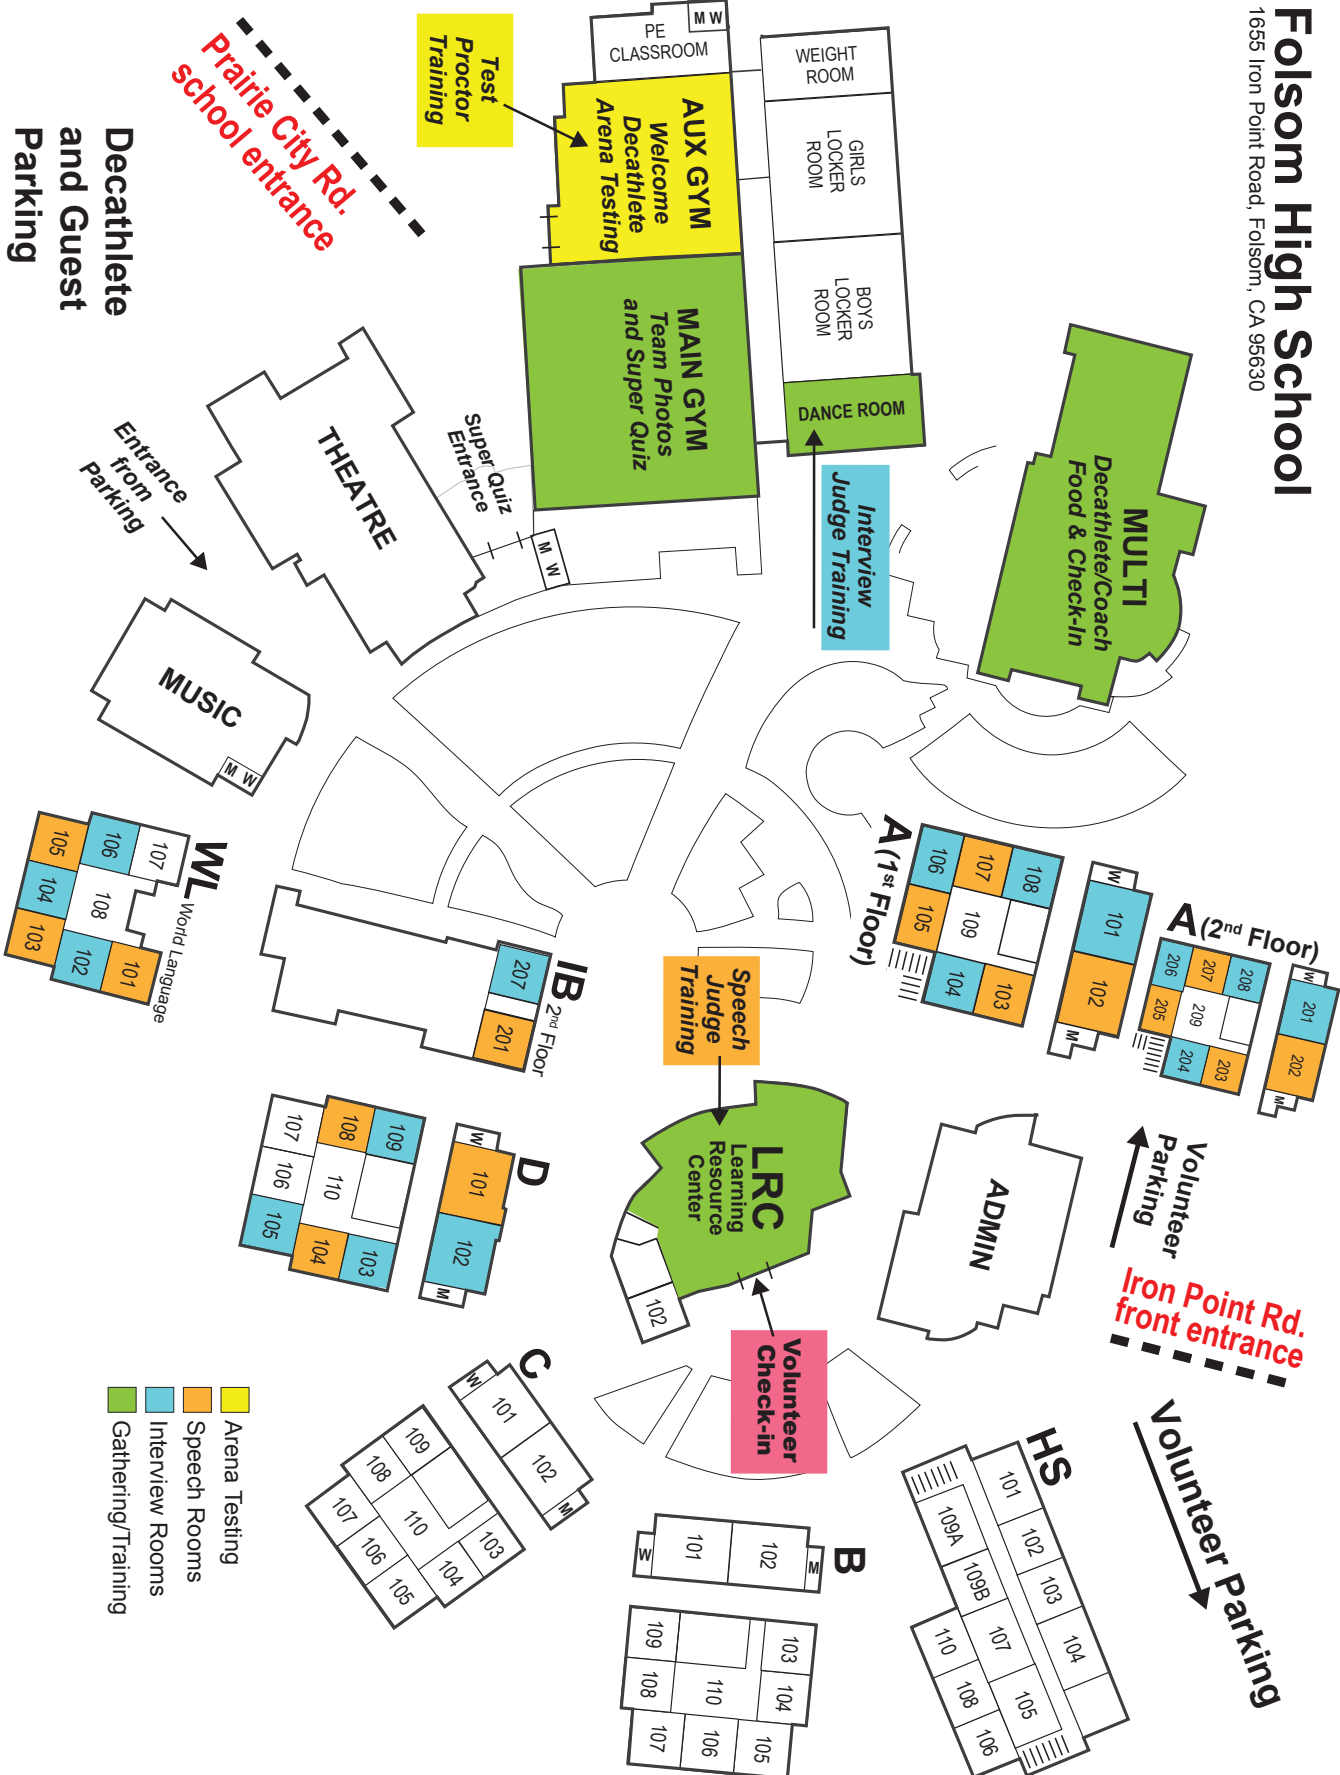 Folsom High School
1655 Iron Point Road, Folsom, CA 95630
Volunteer Parking
Iron Point Rd.
front entrance
Volunteer
Parking
A (2nd Floor)
W
201
202
M
208
207
206
209
205
203
204
A (1st Floor)
W
101
102
M
108
107
106
109
105
103
104
MULTI
Decathlete/Coach
Food & Check-In
ADMIN
HS
101
102
103
104
109A
109B
107
105
110
108
106
WEIGHT
ROOM
GIRLS
LOCKER
ROOM
BOYS
LOCKER
ROOM
DANCE ROOM
Interview
Judge Training
M W
PE
CLASSROOM
AUX GYM
Welcome
Decathlete
Arena Testing
MAIN GYM
Team Photos
and Super Quiz
Test
Proctor
Training
Super Quiz
Entrance
M W
Speech
Judge
Training
LRC
Learning
Resource
Center
102
Volunteer
Check-in
B
M
102
101
W
103
104
105
110
106
109
108
107
THEATRE
IB 2nd Floor
207
201
D
W
101
102
M
109
108
107
110
106
103
104
105
C
W
101
102
M
109
108
107
110
106
103
104
105
Prairie City Rd.
school entrance
Entrance
from
Parking
MUSIC
M W
WL World Language
107
106
105
108
104
101
102
103
Decathlete
and Guest
Parking
Arena Testing
Speech Rooms
Interview Rooms
Gathering/Training